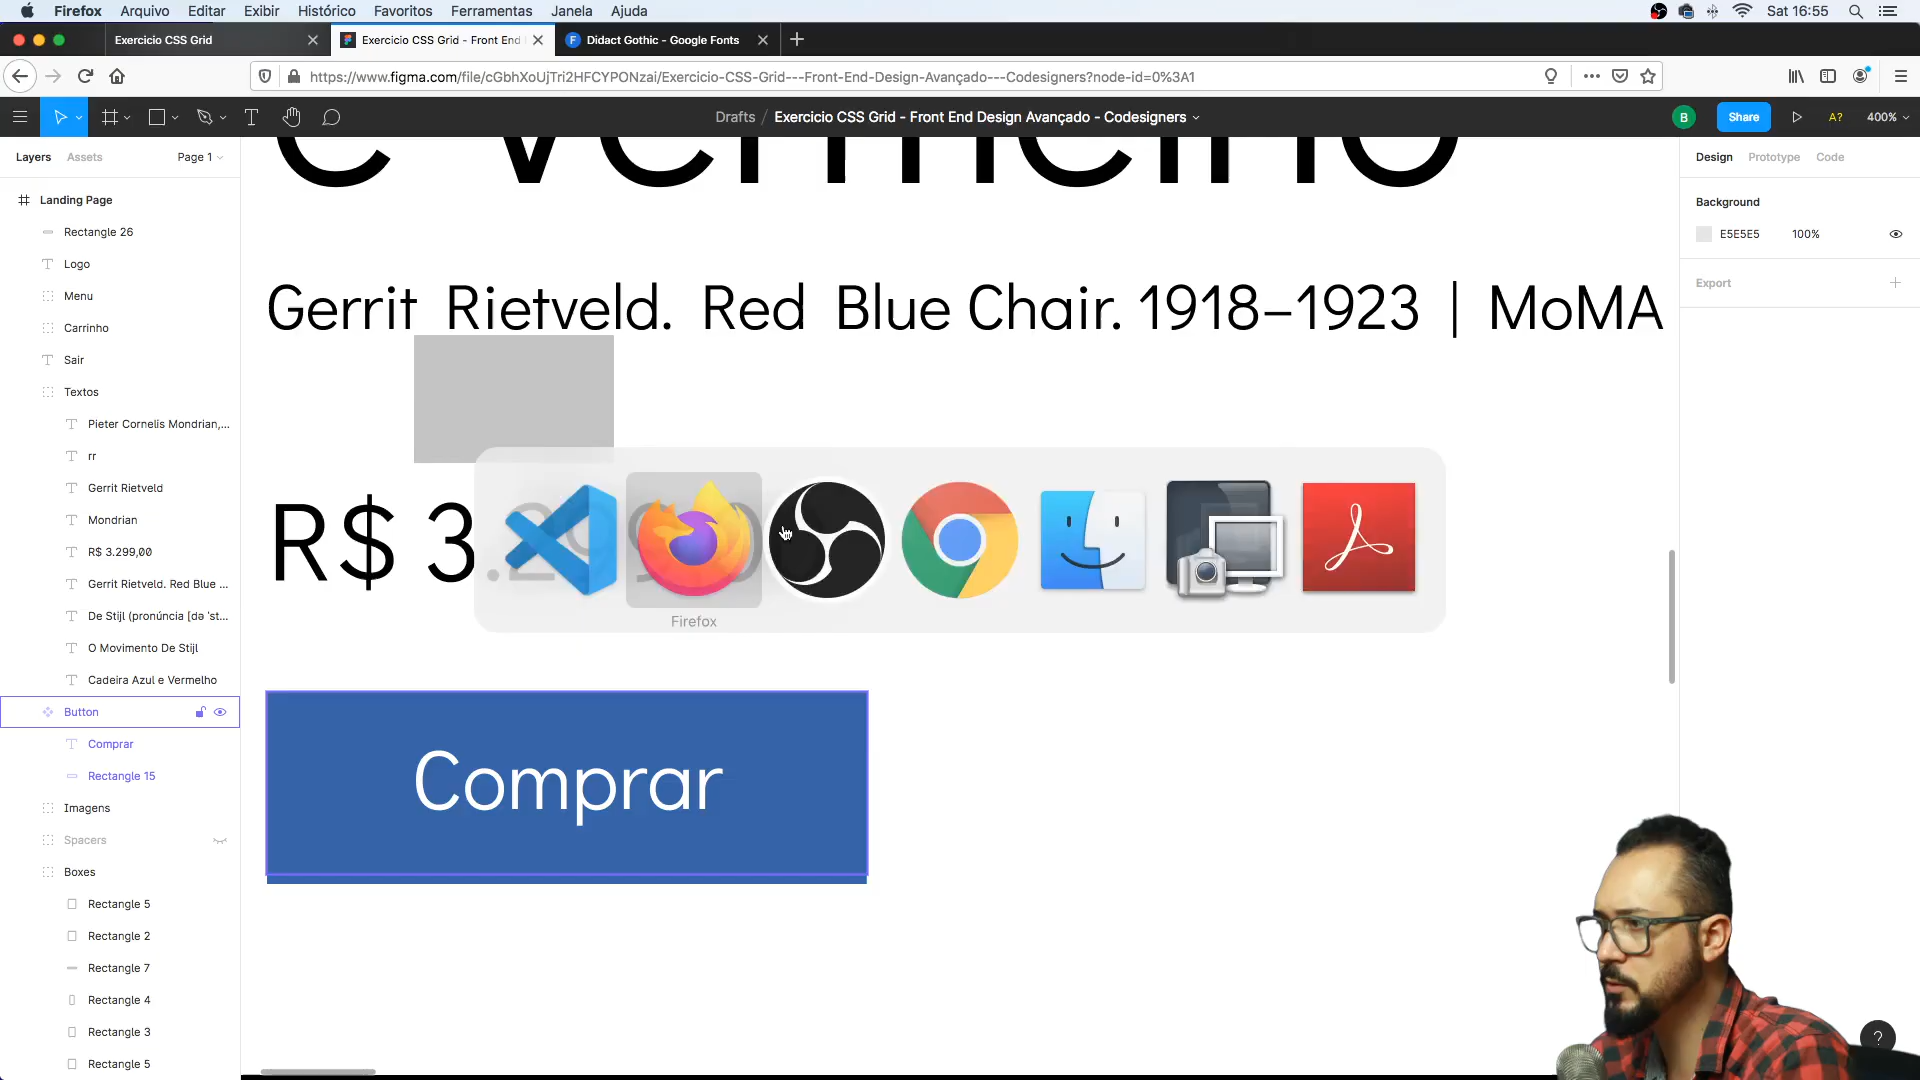 Firefox Arquivo Editar Exibir Histórico Favoritos Ferramentas Janela Ajuda Sat 16:55
Exercicio CSS Grid Exercicio CSS Grid - Front End Didact Gothic - Google Fonts
https://www.figma.com/file/cGbhXoUjTri2HFCYPONzai/Exercicio-CSS-Grid---Front-End-Design-Avançado---Codesigners?node-id=0%3A1
Drafts / Exercicio CSS Grid - Front End Design Avançado - Codesigners B Share A? 400%
Layers Assets Page 1
Design Prototype Code
Landing Page
Rectangle 26
Logo
Menu
Carrinho
Sair
Textos
Pieter Cornelis Mondrian,...
rr
Gerrit Rietveld
Mondrian
R$ 3.299,00
Gerrit Rietveld. Red Blue ...
De Stijl (pronúncia [də ˈst...
O Movimento De Stijl
Cadeira Azul e Vermelho
Button
Comprar
Rectangle 15
Imagens
Spacers
Boxes
Rectangle 5
Rectangle 2
Rectangle 7
Rectangle 4
Rectangle 3
Rectangle 5
e Vermelho
Gerrit Rietveld. Red Blue Chair. 1918–1923 | MoMA
R$ 3.2
Firefox
Comprar
Background
E5E5E5 100%
Export
?